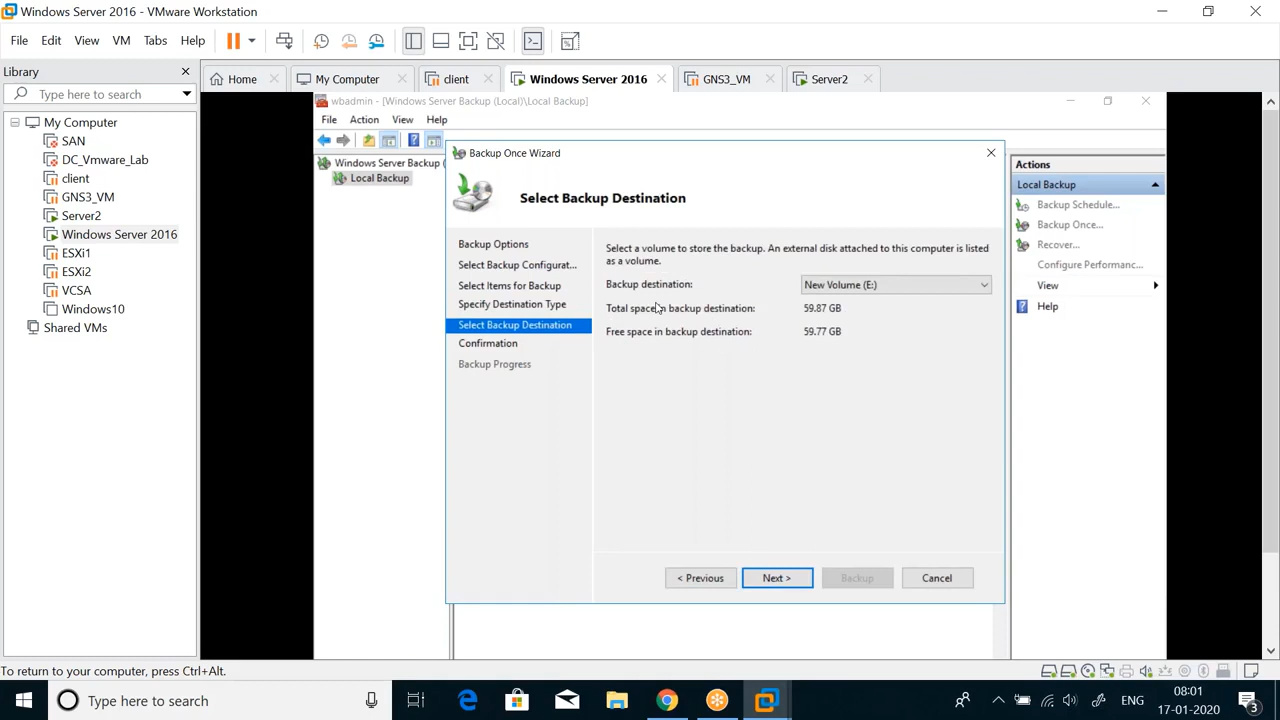 Windows Server 2016 - VMware Workstation
File Edit View VM Tabs Help
Library
Type here to search
My Computer
SAN
DC_Vmware_Lab
client
GNS3_VM
Server2
Windows Server 2016
ESXi1
ESXi2
VCSA
Windows10
Shared VMs
Home My Computer client Windows Server 2016 GNS3_VM Server2
wbadmin - [Windows Server Backup (Local)\Local Backup]
File Action View Help
Windows Server Backup (
Local Backup
Backup Once Wizard
Select Backup Destination
Backup Options
Select Backup Configurat...
Select Items for Backup
Specify Destination Type
Select Backup Destination
Confirmation
Backup Progress
Select a volume to store the backup. An external disk attached to this computer is listed
as a volume.
Backup destination: New Volume (E:)
Total space in backup destination: 59.87 GB
Free space in backup destination: 59.77 GB
< Previous Next > Backup Cancel
Actions
Local Backup
Backup Schedule...
Backup Once...
Recover...
Configure Performance...
View
Help
To return to your computer, press Ctrl+Alt.
Type here to search
ENG
08:01
17-01-2020
3